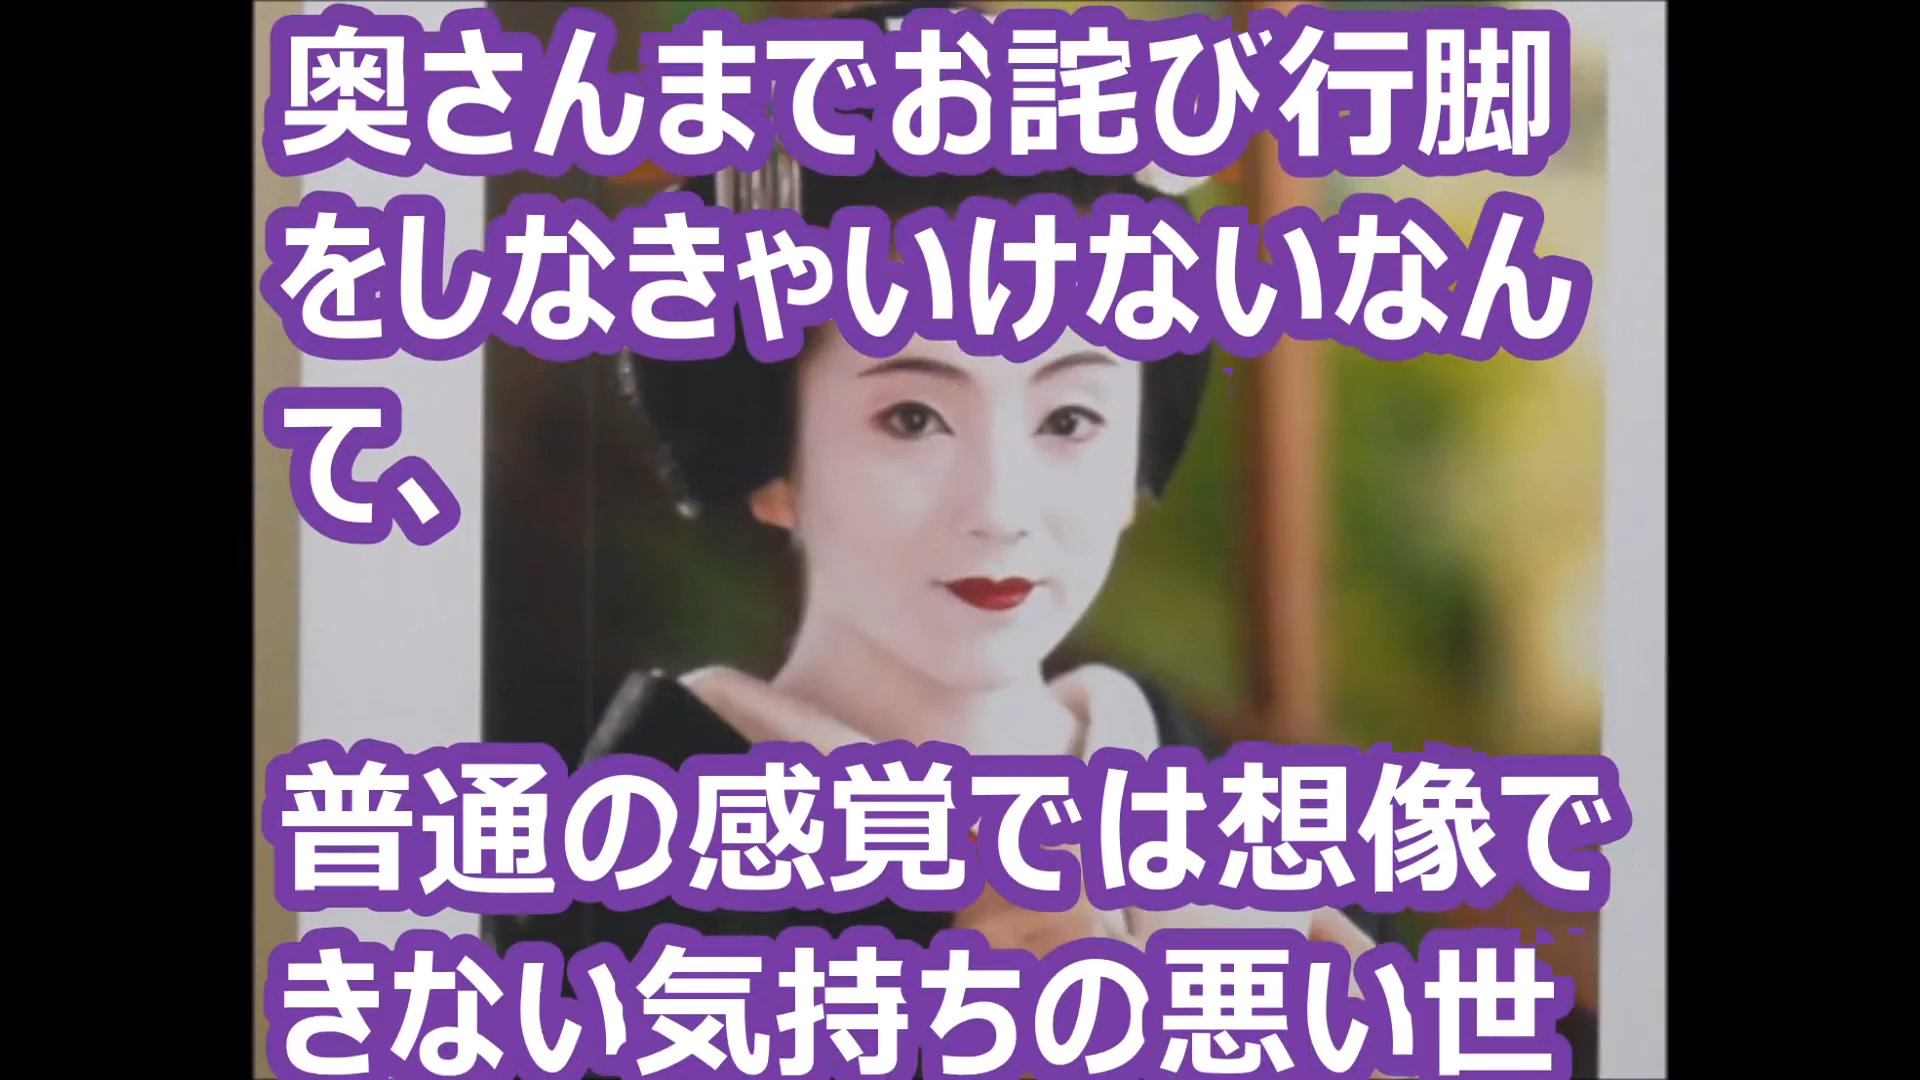 奥さんまでお詫び行脚
をしなきゃいけないなん
て、
普通の感覚では想像で
きない気持ちの悪い世